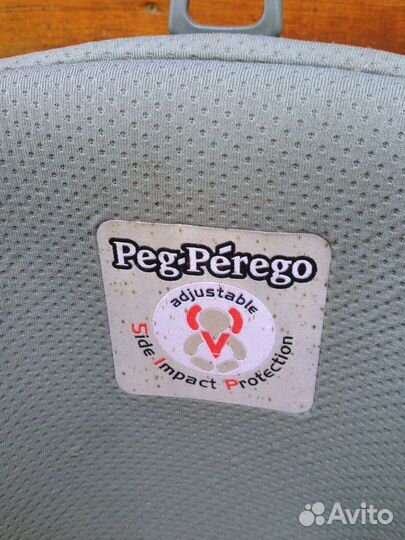 Peg-Pérego
adjustable
Side Impact Protection
Avito